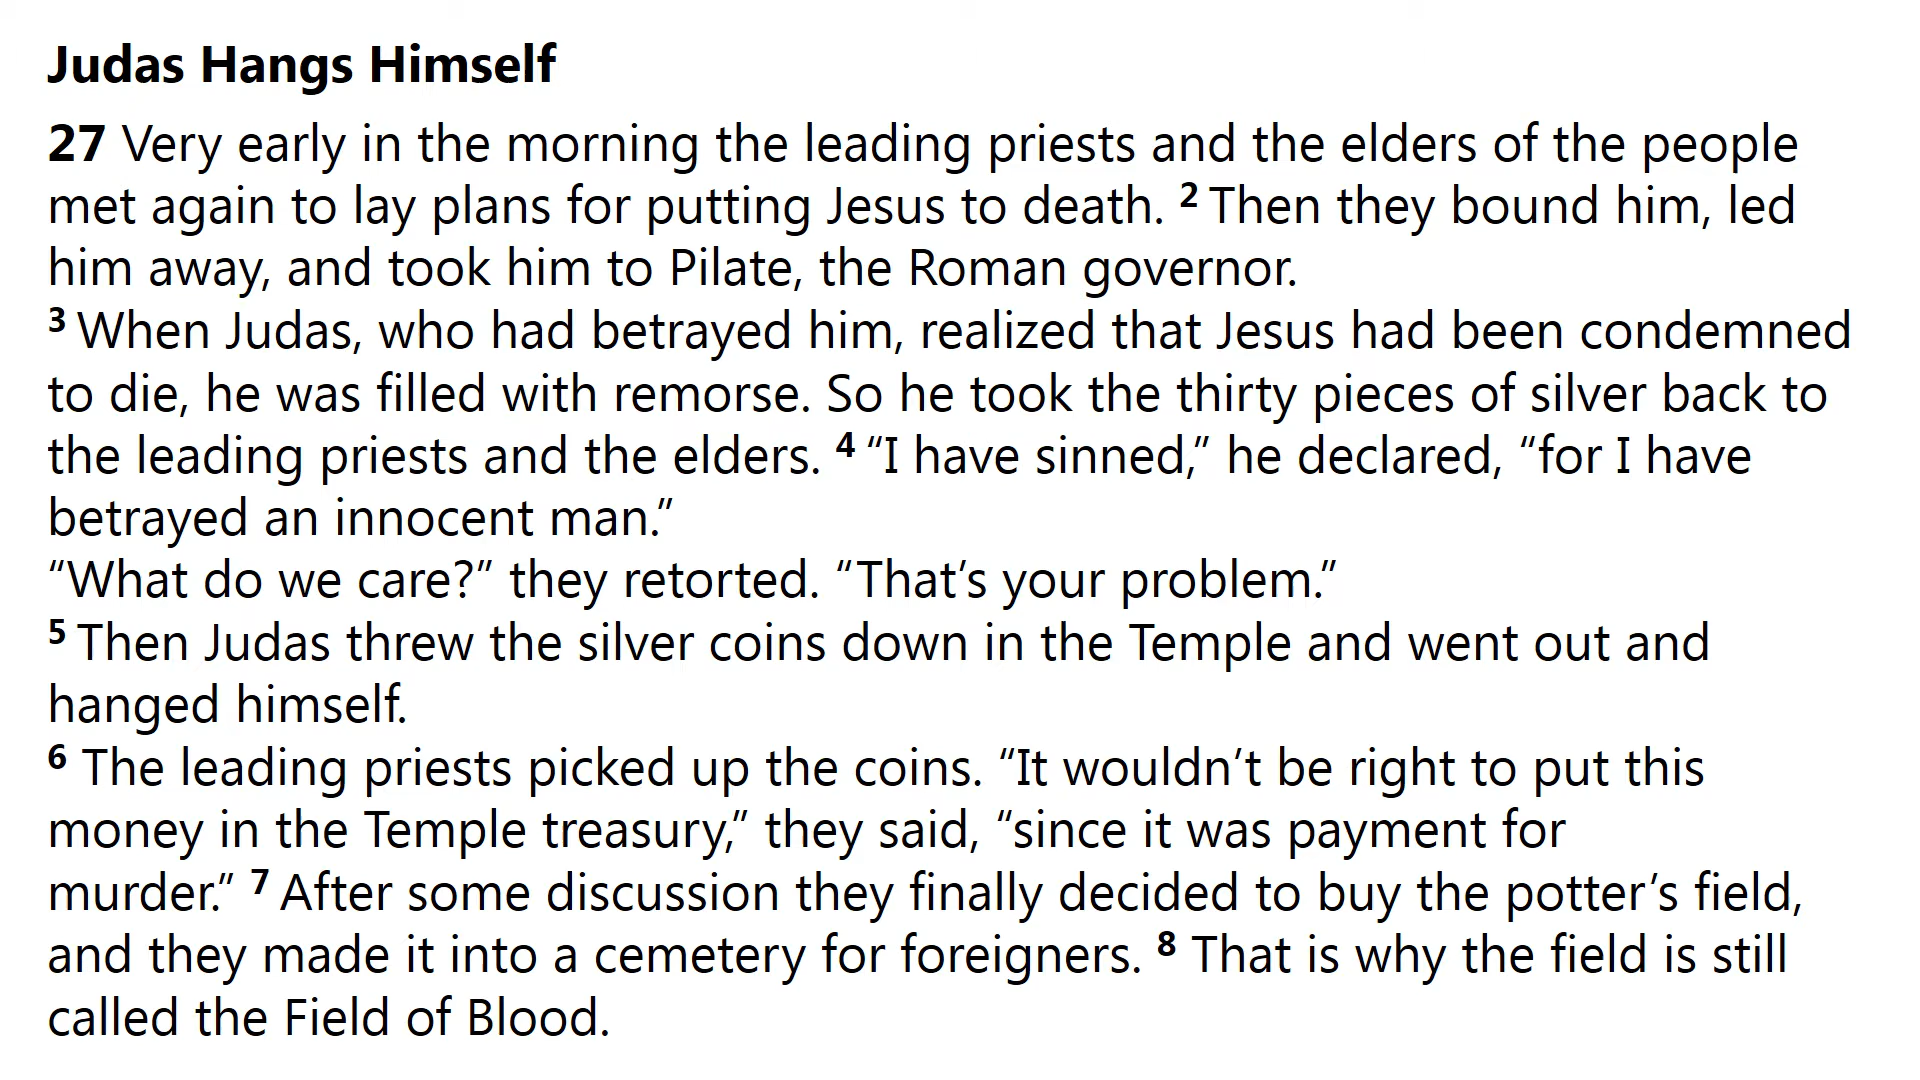 Judas Hangs Himself
27 Very early in the morning the leading priests and the elders of the people
met again to lay plans for putting Jesus to death. 2 Then they bound him, led
him away, and took him to Pilate, the Roman governor.
3 When Judas, who had betrayed him, realized that Jesus had been condemned
to die, he was filled with remorse. So he took the thirty pieces of silver back to
the leading priests and the elders. 4 “I have sinned,” he declared, “for I have
betrayed an innocent man.”
“What do we care?” they retorted. “That’s your problem.”
5 Then Judas threw the silver coins down in the Temple and went out and
hanged himself.
6 The leading priests picked up the coins. “It wouldn’t be right to put this
money in the Temple treasury,” they said, “since it was payment for
murder.” 7 After some discussion they finally decided to buy the potter’s field,
and they made it into a cemetery for foreigners. 8 That is why the field is still
called the Field of Blood.